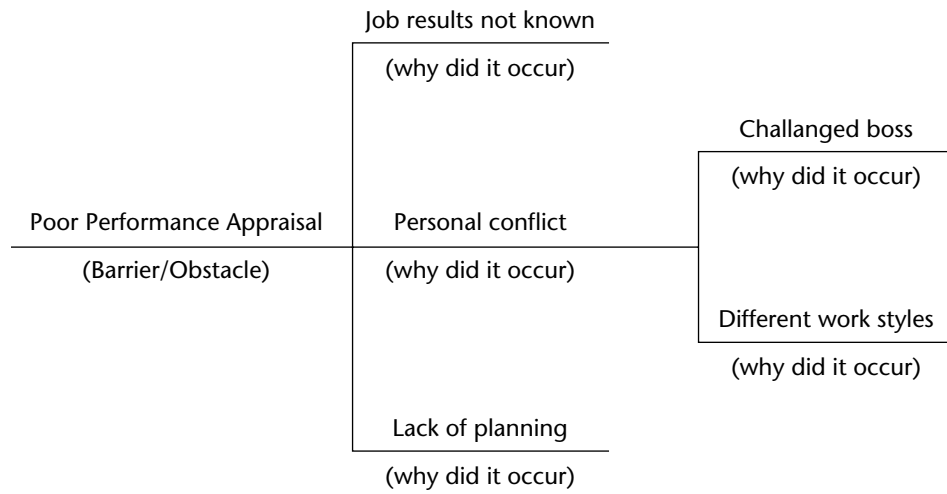 Job results not known
(why did it occur)
Challanged boss
(why did it occur)
Poor Performance Appraisal
(Barrier/Obstacle)
Personal conflict
(why did it occur)
Different work styles
(why did it occur)
Lack of planning
(why did it occur)